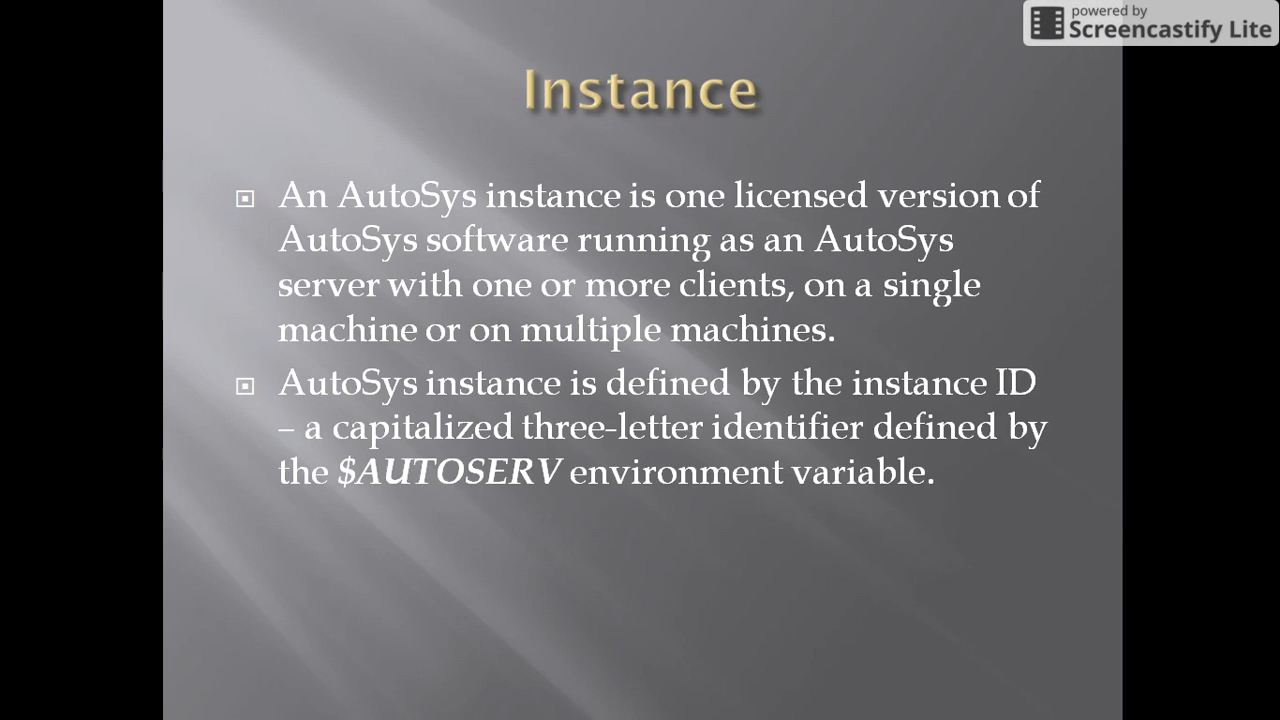 powered by
Screencastify Lite
Instance
An AutoSys instance is one licensed version of
AutoSys software running as an AutoSys
server with one or more clients, on a single
machine or on multiple machines.
AutoSys instance is defined by the instance ID
– a capitalized three-letter identifier defined by
the $AUTOSERV environment variable.